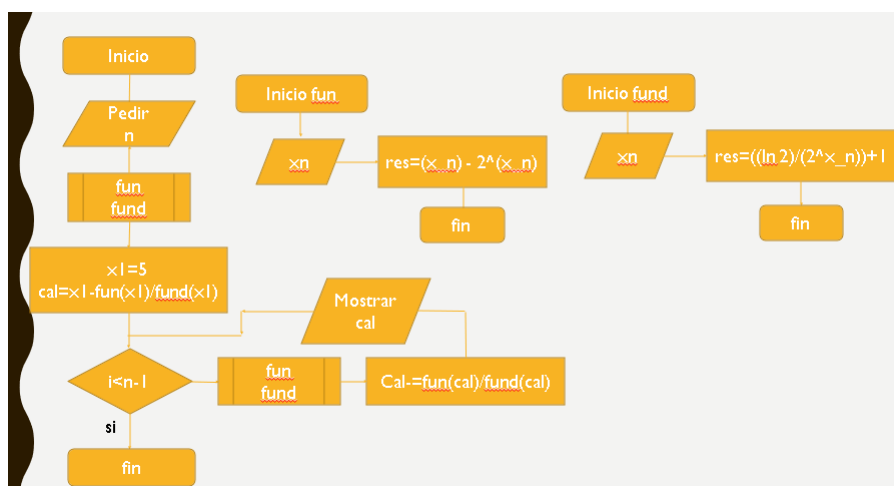 Inicio
Pedir
n
fun
fund
x1=5
cal=x1-fun(x1)/fund(x1)
i<n-1
si
fin
Inicio fun
xn
res=(x_n) - 2^(x_n)
fin
Inicio fund
xn
res=((ln 2)/(2^x_n))+1
fin
Mostrar
cal
fun
fund
Cal-=fun(cal)/fund(cal)